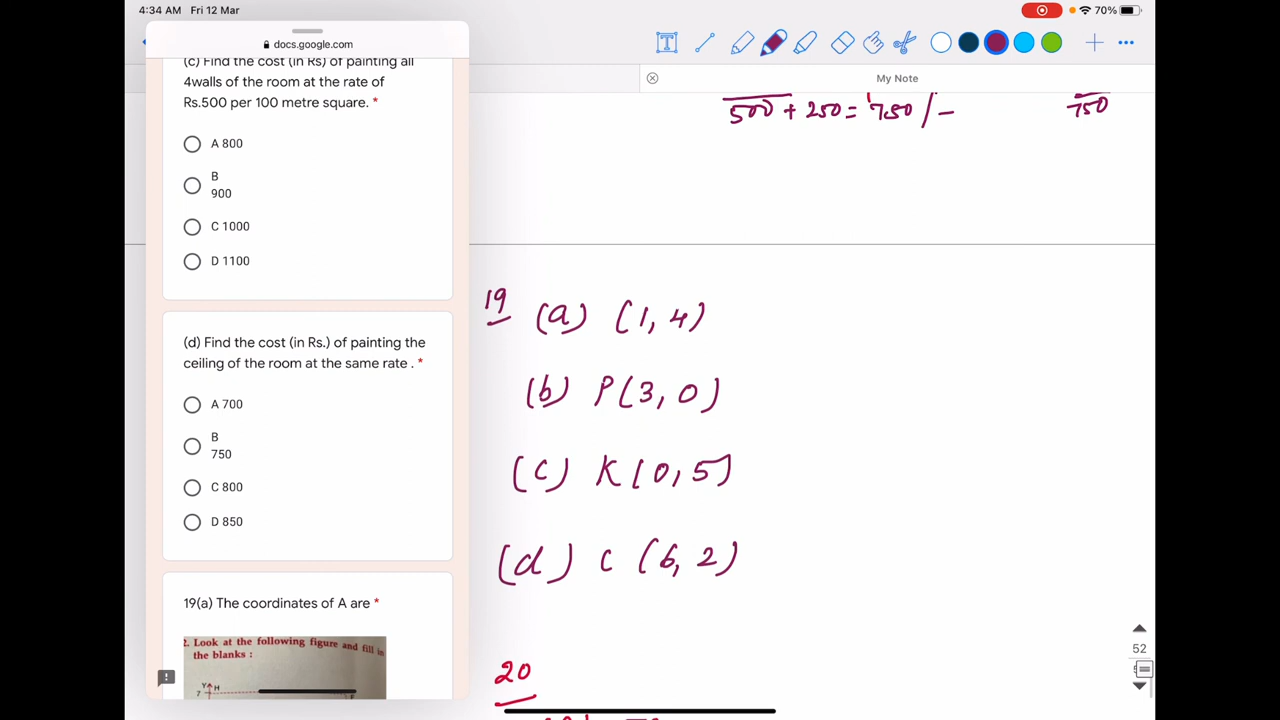 4:34 AM Fri 12 Mar
70%
docs.google.com
My Note
(c) Find the cost (in Rs) of painting all
4walls of the room at the rate of
Rs.500 per 100 metre square. *
A 800
B
900
C 1000
D 1100
(d) Find the cost (in Rs.) of painting the
ceiling of the room at the same rate . *
A 700
B
750
C 800
D 850
19(a) The coordinates of A are *
2. Look at the following figure and fill in
the blanks :
Y H
7
500 + 250 = 750/-
750
19 (a) (1, 4)
(b) P(3, 0)
(c) K(0, 5)
(d) C (6, 2)
20
52